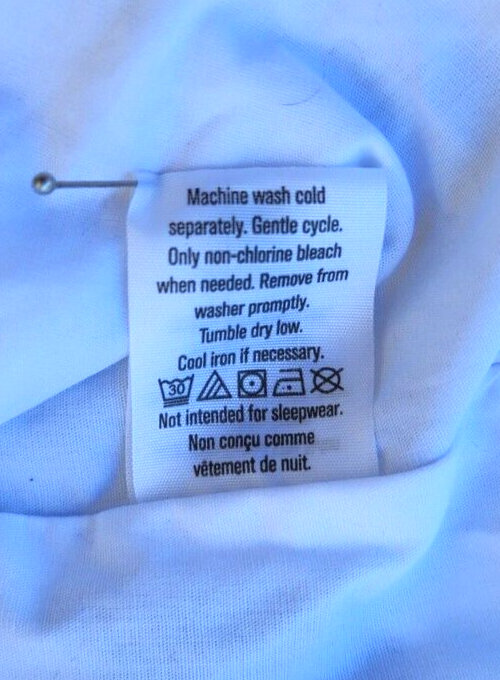 Machine wash cold
separately. Gentle cycle.
Only non-chlorine bleach
when needed. Remove from
washer promptly.
Tumble dry low.
Cool iron if necessary.
30
Not intended for sleepwear.
Non conçu comme
vêtement de nuit.